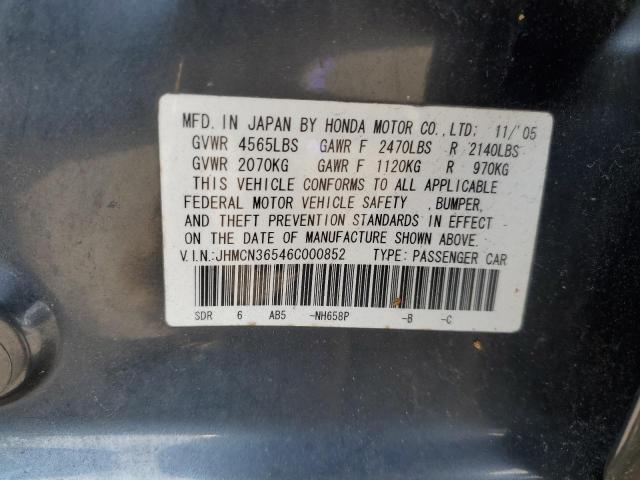 MFD. IN JAPAN BY HONDA MOTOR CO.,LTD; 11/'05
GVWR 4565LBS GAWR F 2470LBS R 2140LBS
GVWR 2070KG GAWR F 1120KG R 970KG
THIS VEHICLE CONFORMS TO ALL APPLICABLE
FEDERAL MOTOR VEHICLE SAFETY ,BUMPER,
AND THEFT PREVENTION STANDARDS IN EFFECT
ON THE DATE OF MANUFACTURE SHOWN ABOVE.
V.I.N.:JHMCN36546C000852 TYPE: PASSENGER CAR
SDR 6 AB5 -NH658P -B -C